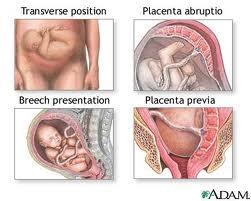 Transverse position
Placenta abruptio
Breech presentation
Placenta previa
ADAM